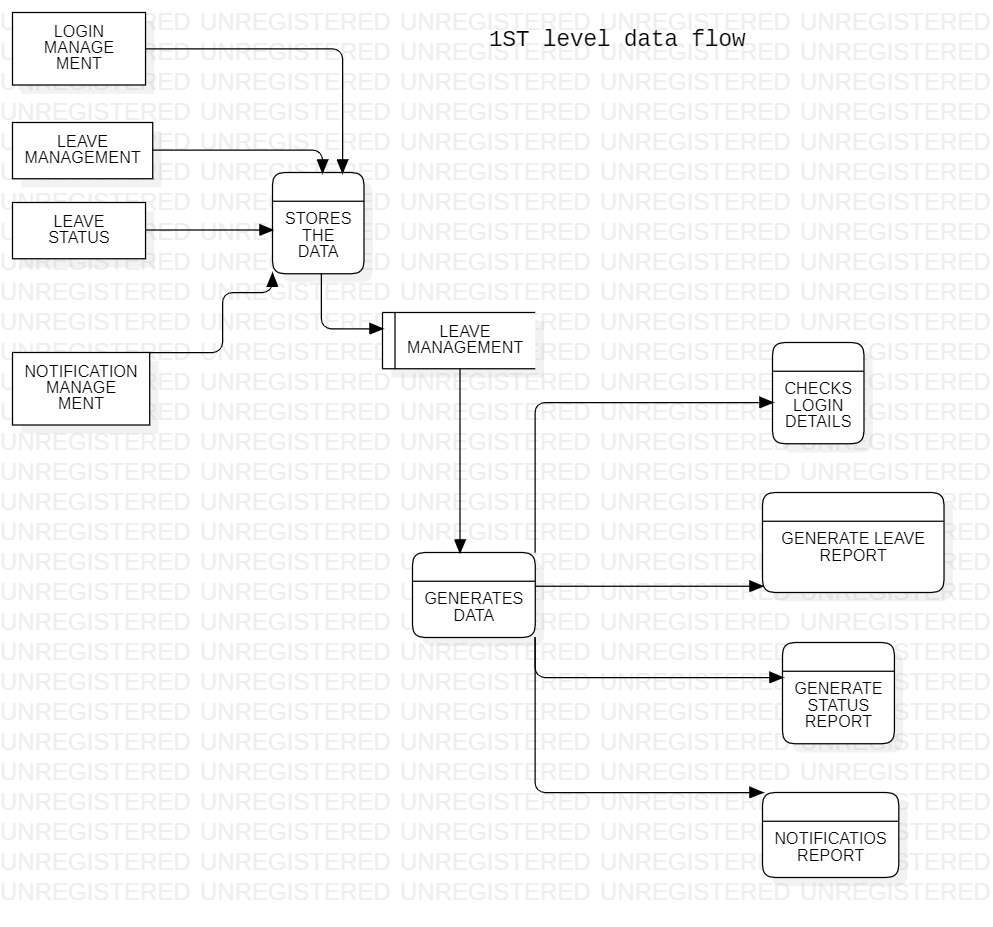 1ST level data flow
LOGIN
MANAGE
MENT
LEAVE
MANAGEMENT
LEAVE
STATUS
NOTIFICATION
MANAGE
MENT
STORES
THE
DATA
LEAVE
MANAGEMENT
GENERATES
DATA
CHECKS
LOGIN
DETAILS
GENERATE LEAVE
REPORT
GENERATE
STATUS
REPORT
NOTIFICATIOS
REPORT
UNREGISTERED